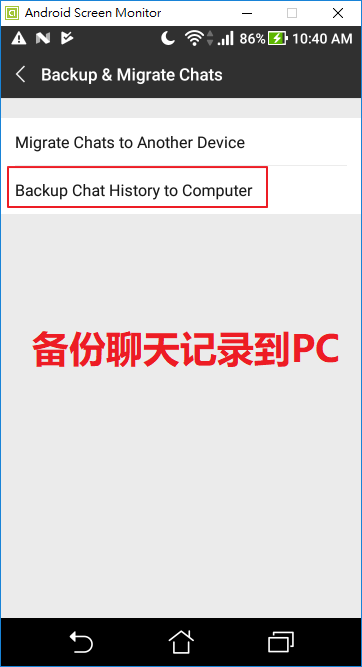 Android Screen Monitor
86% 10:40 AM
Backup & Migrate Chats
Migrate Chats to Another Device
Backup Chat History to Computer
备份聊天记录到PC